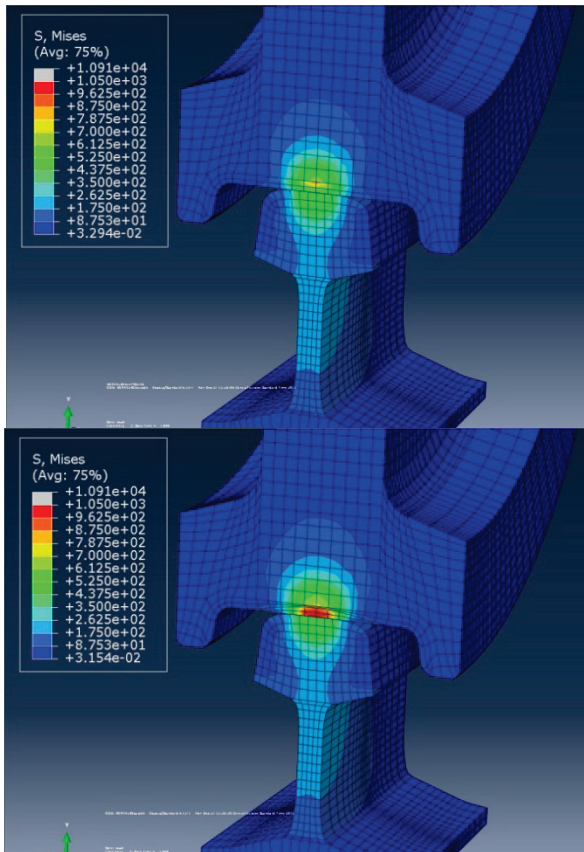 S, Mises
(Avg: 75%)
+1.091e+04
+1.050e+03
+9.625e+02
+8.750e+02
+7.875e+02
+7.000e+02
+6.125e+02
+5.250e+02
+4.375e+02
+3.500e+02
+2.625e+02
+1.750e+02
+8.753e+01
+3.294e-02
Y
S, Mises
(Avg: 75%)
+1.091e+04
+1.050e+03
+9.625e+02
+8.750e+02
+7.875e+02
+7.000e+02
+6.125e+02
+5.250e+02
+4.375e+02
+3.500e+02
+2.625e+02
+1.750e+02
+8.753e+01
+3.154e-02
Y